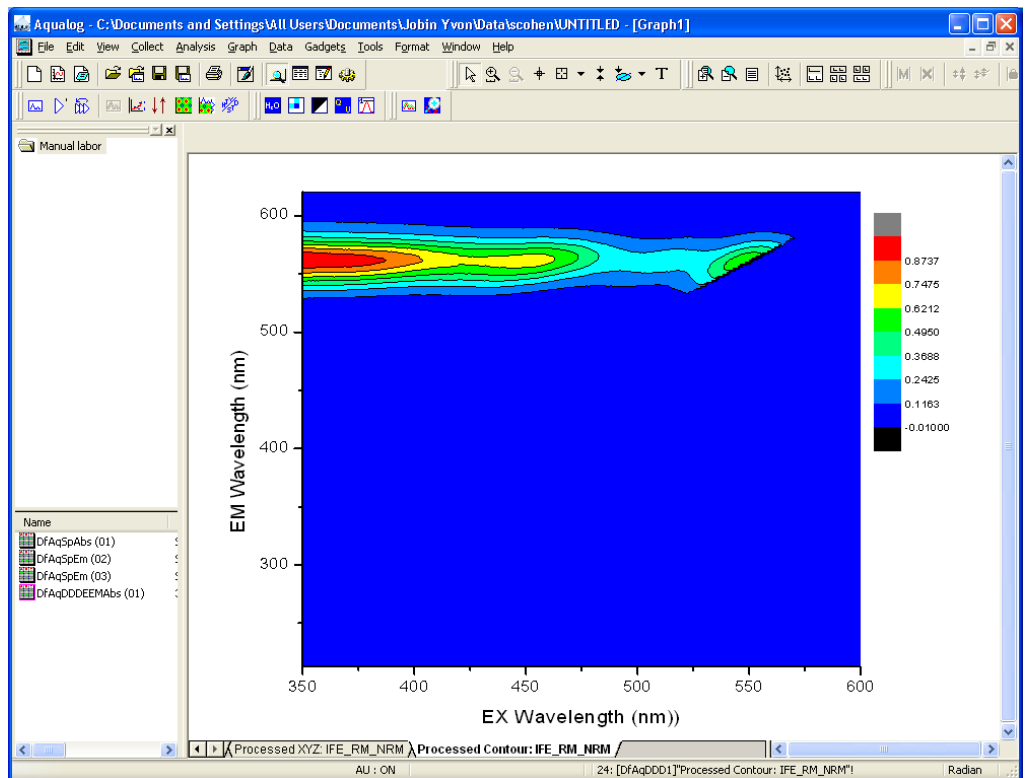 Aqualog - C:\Documents and Settings\All Users\Documents\Jobin Yvon\Data\scohen\UNTITLED - [Graph1]
File Edit View Collect Analysis Graph Data Gadgets Tools Format Window Help
T
M
H₂O
Manual labor
600
500
400
300
EM Wavelength (nm)
0.8737
0.7475
0.6212
0.4950
0.3688
0.2425
0.1163
-0.01000
350 400 450 500 550 600
EX Wavelength (nm))
Name
DfAqSpAbs (01)
DfAqSpEm (02)
DfAqSpEm (03)
DfAqDDDEEMAbs (01)
Processed XYZ: IFE_RM_NRM Processed Contour: IFE_RM_NRM
AU : ON 24: [DfAqDDD1]"Processed Contour: IFE_RM_NRM"! Radian